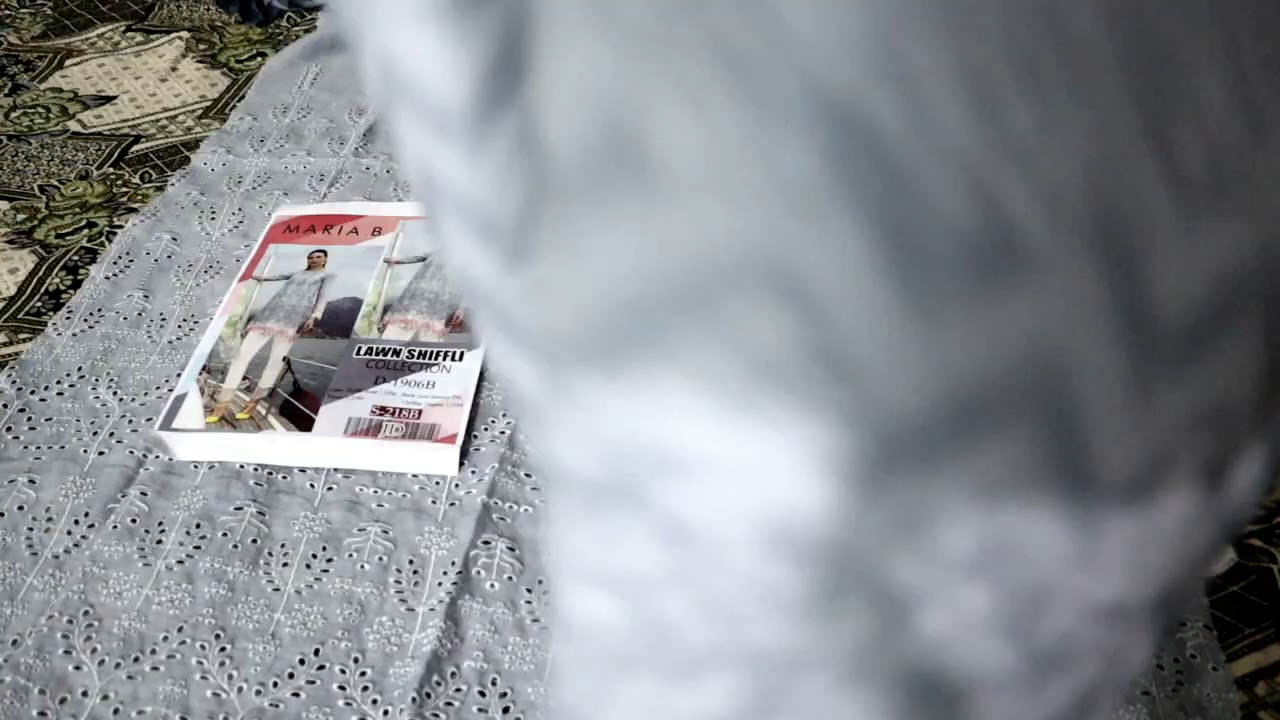 MARIA.B
LAWN SHIFFLI
COLLECTION
D-1906B
S-218B
JD